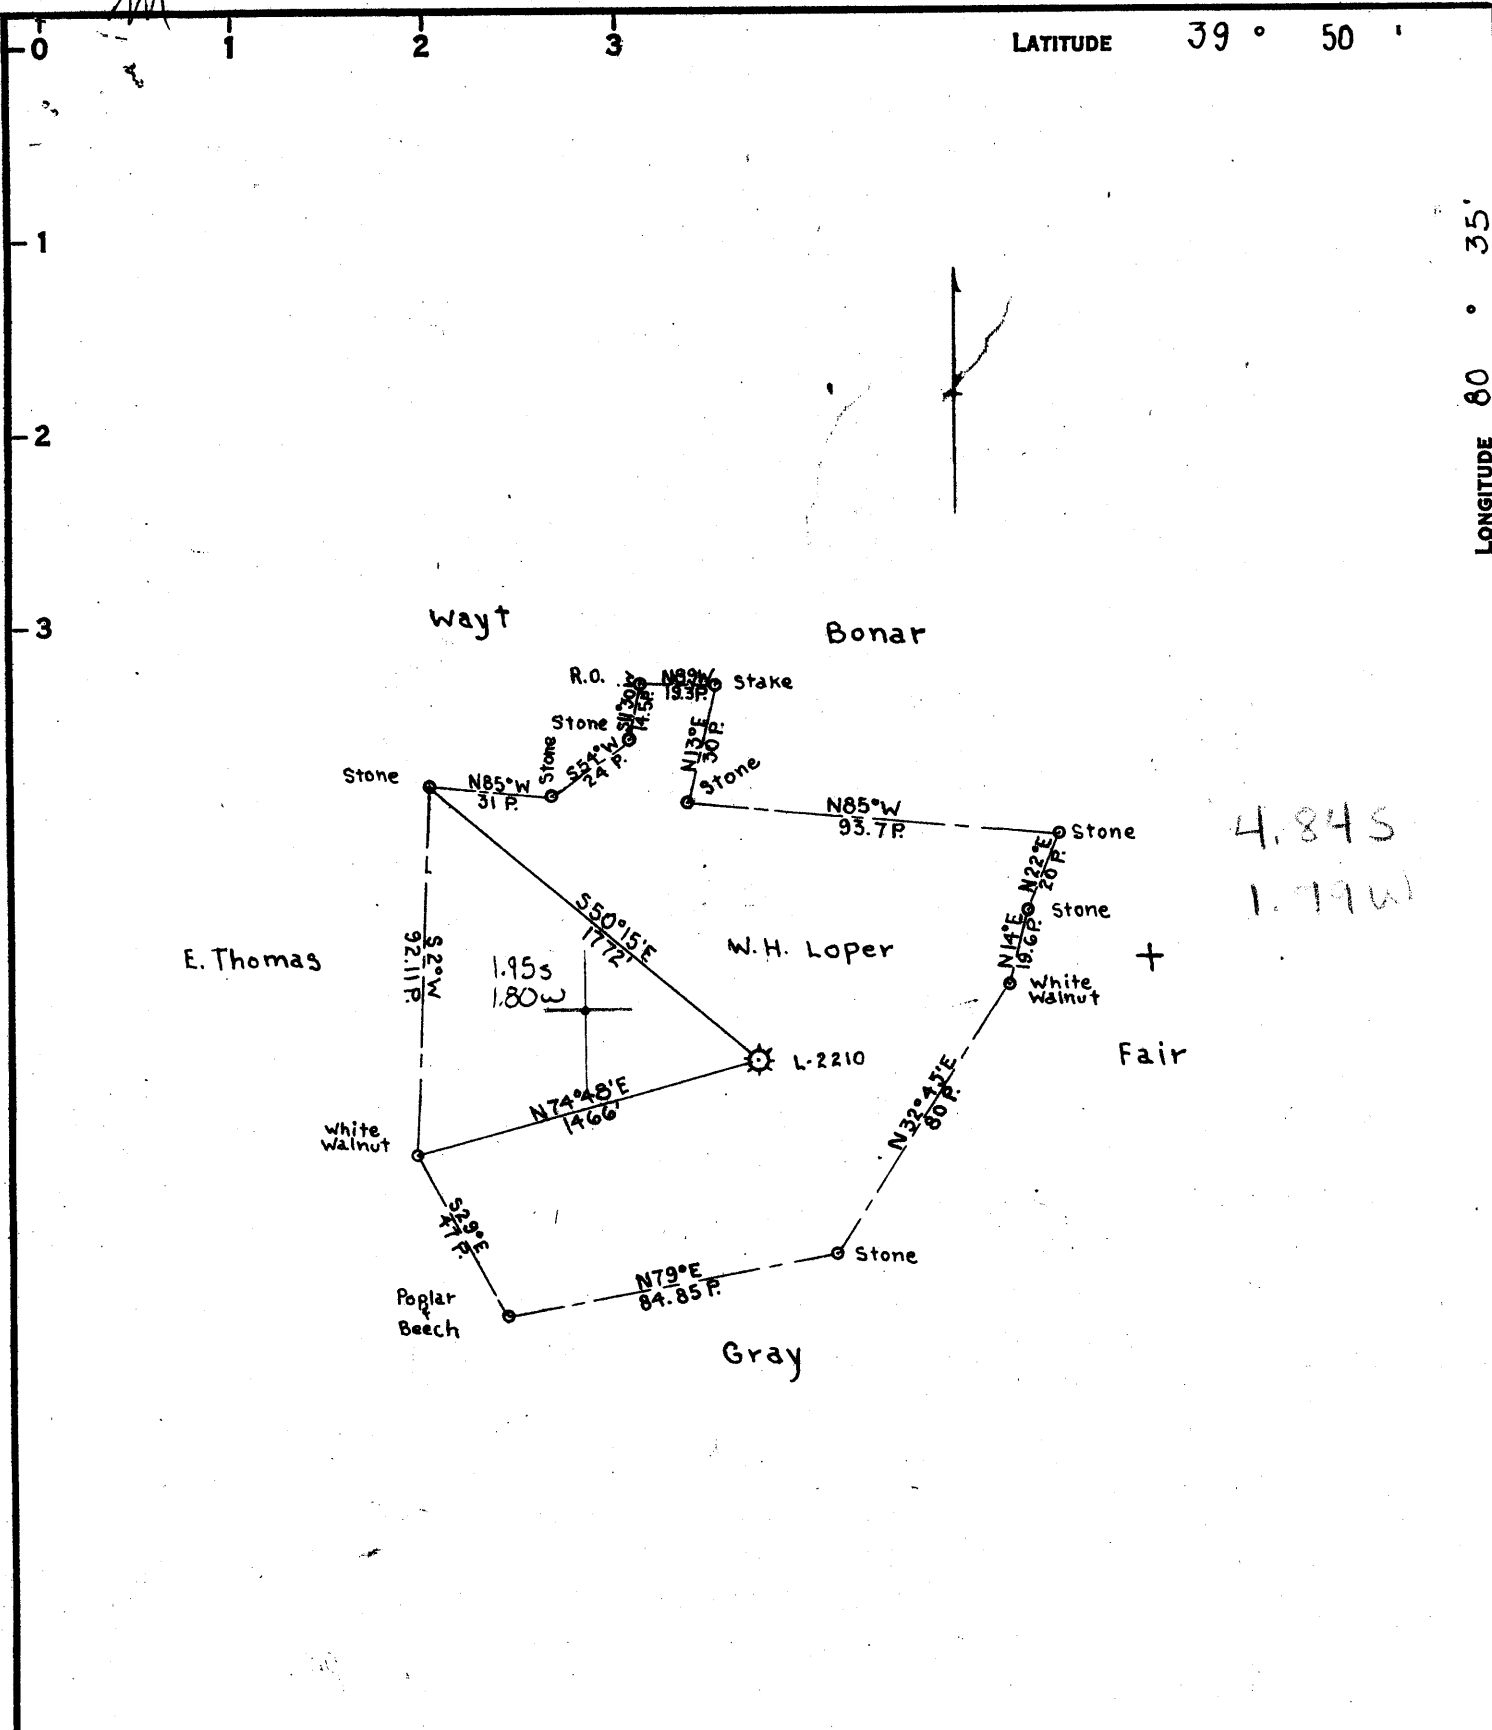 0 1 2 3 LATITUDE 39° 50'
1
LONGITUDE 80° 35'
2
3
Wayt
Bonar
R.O.
N89W
19.3P.
Stake
S11°30W
14.5P.
Stone
Stone
S54°W
24 P.
N13°E
30 P.
Stone
Stone
N85°W
31 P.
N85°W
93.7P.
Stone
4.84S
N22°E
20 P.
Stone
S50°15'E
1772'
N14°E
19.6P.
E. Thomas
S2°W
92.11P.
1.95s
1.80w
W.H. Loper
White
Walnut
L-2210
Fair
N74°48'E
1466'
N32°45'E
80 P.
White
Walnut
S29°E
47 P.
Stone
N79°E
84.85P.
Poplar
+
Beech
Gray